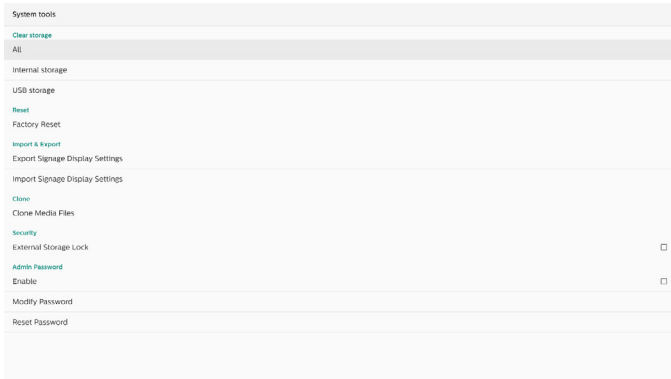 System tools
Clear storage
All
Internal storage
USB storage
Reset
Factory Reset
Import & Export
Export Signage Display Settings
Import Signage Display Settings
Clone
Clone Media Files
Security
External Storage Lock
Admin Password
Enable
Modify Password
Reset Password